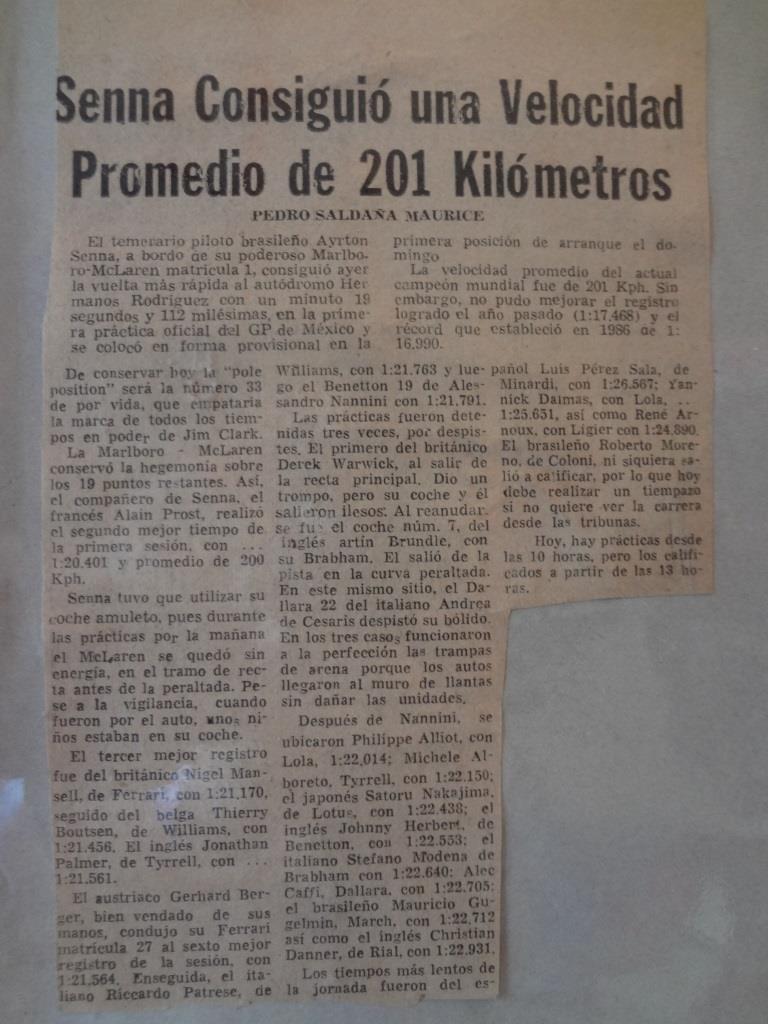 Senna Consiguió una Velocidad
Promedio de 201 Kilómetros
PEDRO SALDAÑA MAURICE
El temerario piloto brasileño Ayrton
Senna, a bordo de su poderoso Marlbo-
ro-McLaren matrícula 1, consiguió ayer
la vuelta más rápida al autódromo Her
manos Rodríguez con un minuto 19
segundos y 112 milésimas, en la prime-
ra práctica oficial del GP de México y
se colocó en forma provisional en la
primera posición de arranque el do-
mingo
La velocidad promedio del actual
campeón mundial fue de 201 Kph. Sin
embargo, no pudo mejorar el registro
logrado el año pasado (1:17,468) y el
récord que estableció en 1986 de 1:
16.990.
De conservar hoy la "pole
position" será la número 33
de por vida, que empataría
la marca de todos los tiem-
pos en poder de Jim Clark.
La Marlboro - McLaren
conservó la hegemonía sobre
los 19 puntos restantes. Así,
el compañero de Senna, el
francés Alain Prost, realizó
el segundo mejor tiempo de
la primera sesión, con ...
1:20.401 y promedio de 200
Kph.
Senna tuvo que utilizar su
coche amuleto, pues durante
las prácticas por la mañana
el McLaren se quedó sin
energía, en el tramo de rec-
ta antes de la peraltada. Pe-
se a la vigilancia, cuando
fueron por el auto, unos ni-
ños estaban en su coche.
El tercer mejor registro
fue del británico Nigel Man-
sell, de Ferrari, con 1:21.170,
seguido del belga Thierry
Boutsen, de Williams, con
1:21.456. El inglés Jonathan
Palmer, de Tyrrell, con ...
1:21.561.
El austriaco Gerhard Ber-
ger, bien vendado de sus
manos, condujo su Ferrari
matrícula 27 al sexto mejor
registro de la sesión, con
1:21.564. Enseguida, el ita-
liano Riccardo Patrese, de
Williams, con 1:21.763 y lue-
go el Benetton 19 de Ales-
sandro Nannini con 1:21.791.
Las prácticas fueron dete-
nidas tres veces, por despis-
tes. El primero del británico
Derek Warwick, al salir de
la recta principal. Dio un
trompo, pero su coche y él
salieron ilesos. Al reanudar,
se fue el coche núm. 7, del
inglés artín Brundle, con
su Brabham. El salió de la
pista en la curva peraltada.
En este mismo sitio, el Da-
llara 22 del italiano Andrea
de Cesaris despistó su bólido.
En los tres casos funcionaron
a la perfección las trampas
de arena porque los autos
llegaron al muro de llantas
sin dañar las unidades.
Después de Nannini, se
ubicaron Philippe Alliot, con
Lola, 1:22,014; Michele Al-
boreto, Tyrrell, con 1:22.150;
el japonés Satoru Nakajima,
de Lotus, con 1:22.438; el
inglés Johnny Herbert, de
Benetton, con 1:22.553; el
italiano Stefano Modena de
Brabham con 1:22.640; Alec
Caffi, Dallara, con 1:22.705;
el brasileño Mauricio Gu-
gelmin, March, con 1:22,712
así como el inglés Christian
Danner, de Rial, con 1:22.931.
Los tiempos más lentos de
la jornada fueron del es-
pañol Luis Pérez Sala, de
Minardi, con 1:26.567; Yan-
nick Dalmas, con Lola, ..
1:25.651, así como René Ar-
noux, con Ligier con 1:24.890.
El brasileño Roberto More-
no, de Coloni, ni siquiera sa-
lió a calificar, por lo que hoy
debe realizar un tiempazo
si no quiere ver la carrera
desde las tribunas.
Hoy, hay prácticas desde
las 10 horas, pero los califi-
cados a partir de las 13 ho-
ras.